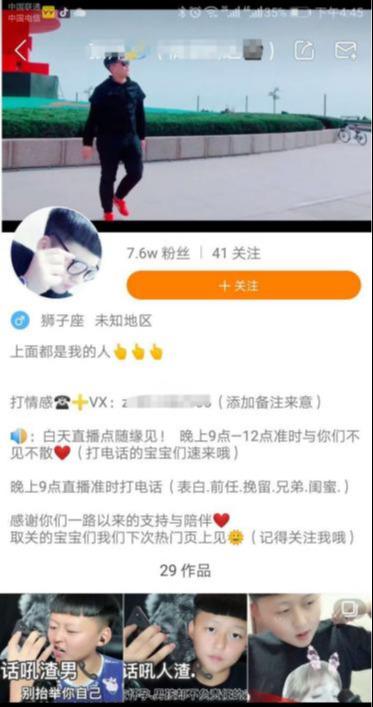 中国联通
中国电信
35%
下午4:45
7.6w 粉丝 | 41 关注
+ 关注
狮子座 未知地区
上面都是我的人👆👆👆
打情感☎➕VX：z（添加备注来意）
🔊：白天直播点随缘见！ 晚上9点—12点准时与你们不
见不散❤（打电话的宝宝们速来哦）
晚上9点直播准时打电话（表白.前任.挽留.兄弟.闺蜜.）
感谢你们一路以来的支持与陪伴❤
取关的宝宝们我们下次热门页上见🌞（记得关注我哦）
29 作品
话吼渣男
别抬举你自己
话吼人渣.